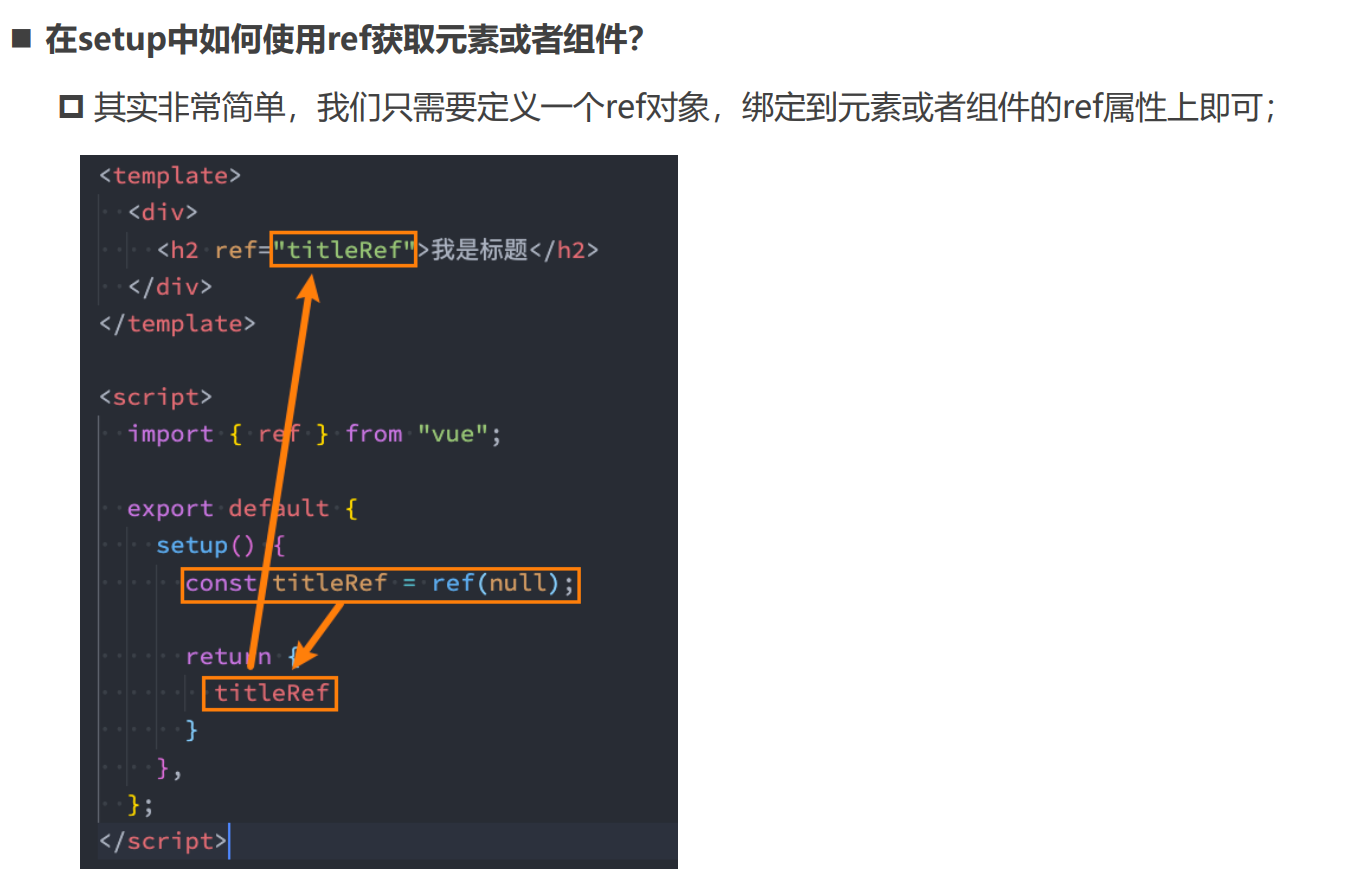 在setup中如何使用ref获取元素或者组件？
其实非常简单，我们只需要定义一个ref对象，绑定到元素或者组件的ref属性上即可；
<template>
  <div>
    <h2 ref="titleRef">我是标题</h2>
  </div>
</template>

<script>
  import { ref } from "vue";

  export default {
    setup() {
      const titleRef = ref(null);

      return {
        titleRef
      }
    },
  };
</script>